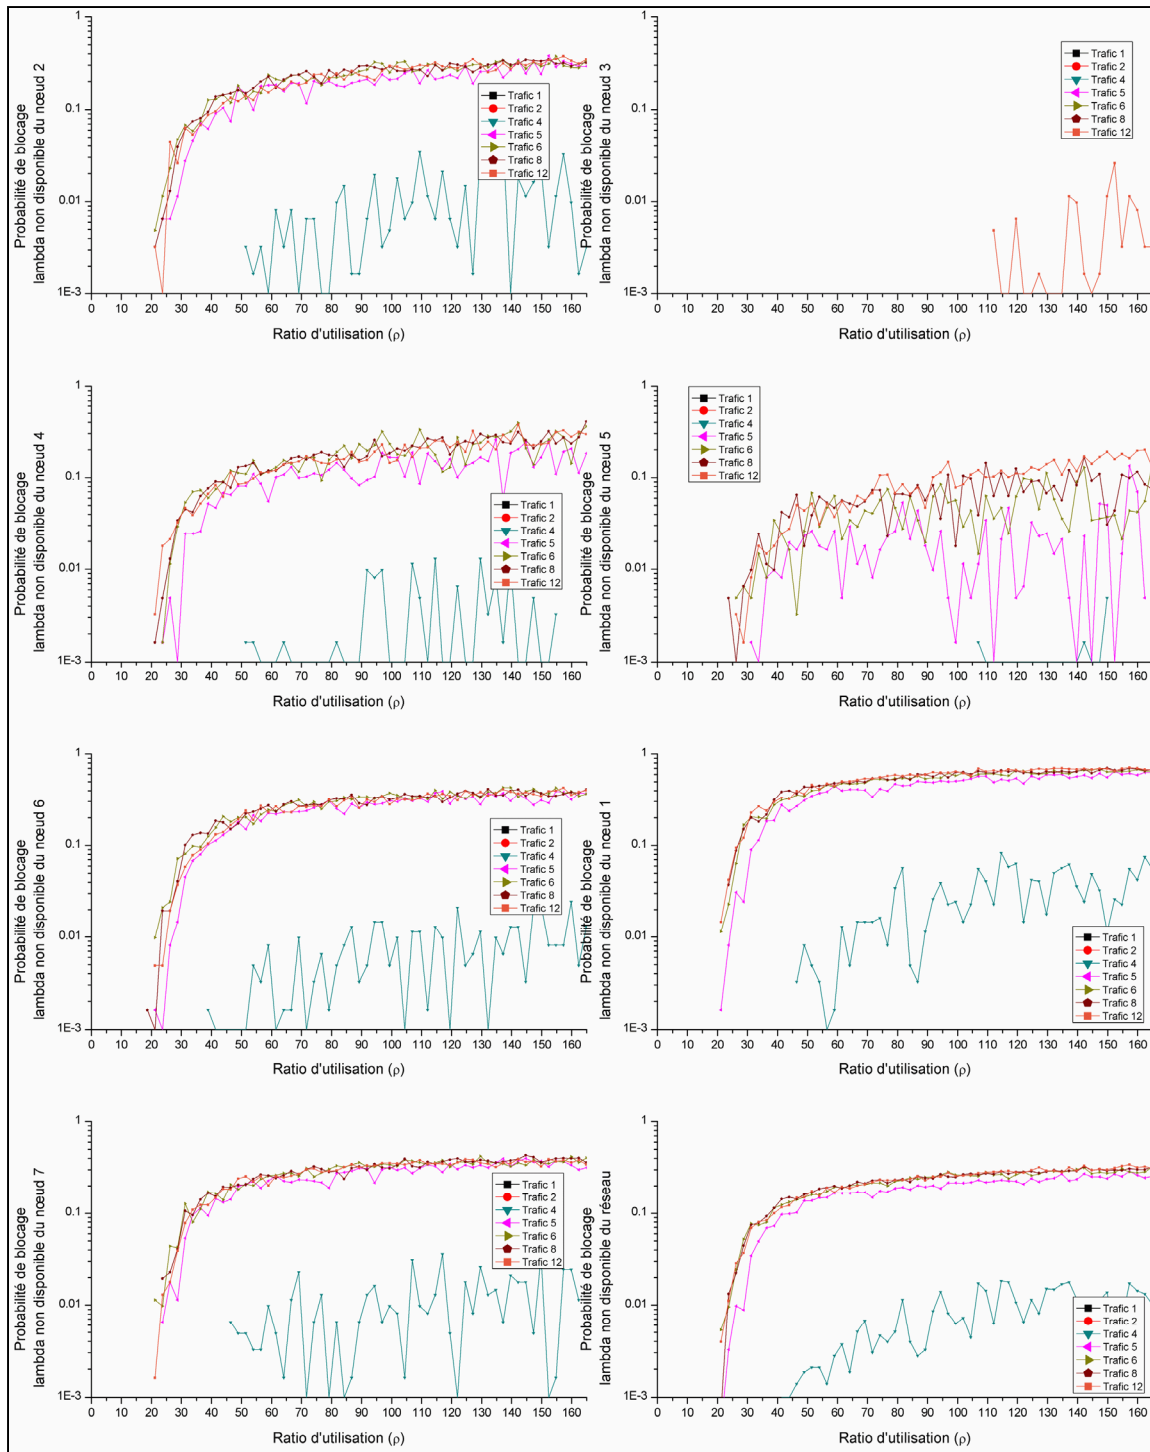 Probabilité de blocage
lambda non disponible du nœud 2
1
0.1
0.01
1E-3
0 10 20 30 40 50 60 70 80 90 100 110 120 130 140 150 160
Ratio d'utilisation (ρ)
Trafic 1
Trafic 2
Trafic 4
Trafic 5
Trafic 6
Trafic 8
Trafic 12
Probabilité de blocage
lambda non disponible du nœud 3
1
0.1
0.01
1E-3
0 10 20 30 40 50 60 70 80 90 100 110 120 130 140 150 160
Ratio d'utilisation (ρ)
Trafic 1
Trafic 2
Trafic 4
Trafic 5
Trafic 6
Trafic 8
Trafic 12
Probabilité de blocage
lambda non disponible du nœud 4
1
0.1
0.01
1E-3
0 10 20 30 40 50 60 70 80 90 100 110 120 130 140 150 160
Ratio d'utilisation (ρ)
Trafic 1
Trafic 2
Trafic 4
Trafic 5
Trafic 6
Trafic 8
Trafic 12
Probabilité de blocage
lambda non disponible du nœud 5
1
0.1
0.01
1E-3
0 10 20 30 40 50 60 70 80 90 100 110 120 130 140 150 160
Ratio d'utilisation (ρ)
Trafic 1
Trafic 2
Trafic 4
Trafic 5
Trafic 6
Trafic 8
Trafic 12
Probabilité de blocage
lambda non disponible du nœud 6
1
0.1
0.01
1E-3
0 10 20 30 40 50 60 70 80 90 100 110 120 130 140 150 160
Ratio d'utilisation (ρ)
Trafic 1
Trafic 2
Trafic 4
Trafic 5
Trafic 6
Trafic 8
Trafic 12
Probabilité de blocage
lambda non disponible du nœud 1
1
0.1
0.01
1E-3
0 10 20 30 40 50 60 70 80 90 100 110 120 130 140 150 160
Ratio d'utilisation (ρ)
Trafic 1
Trafic 2
Trafic 4
Trafic 5
Trafic 6
Trafic 8
Trafic 12
Probabilité de blocage
lambda non disponible du nœud 7
1
0.1
0.01
1E-3
0 10 20 30 40 50 60 70 80 90 100 110 120 130 140 150 160
Ratio d'utilisation (ρ)
Trafic 1
Trafic 2
Trafic 4
Trafic 5
Trafic 6
Trafic 8
Trafic 12
Probabilité de blocage
lambda non disponible du réseau
1
0.1
0.01
1E-3
0 10 20 30 40 50 60 70 80 90 100 110 120 130 140 150 160
Ratio d'utilisation (ρ)
Trafic 1
Trafic 2
Trafic 4
Trafic 5
Trafic 6
Trafic 8
Trafic 12